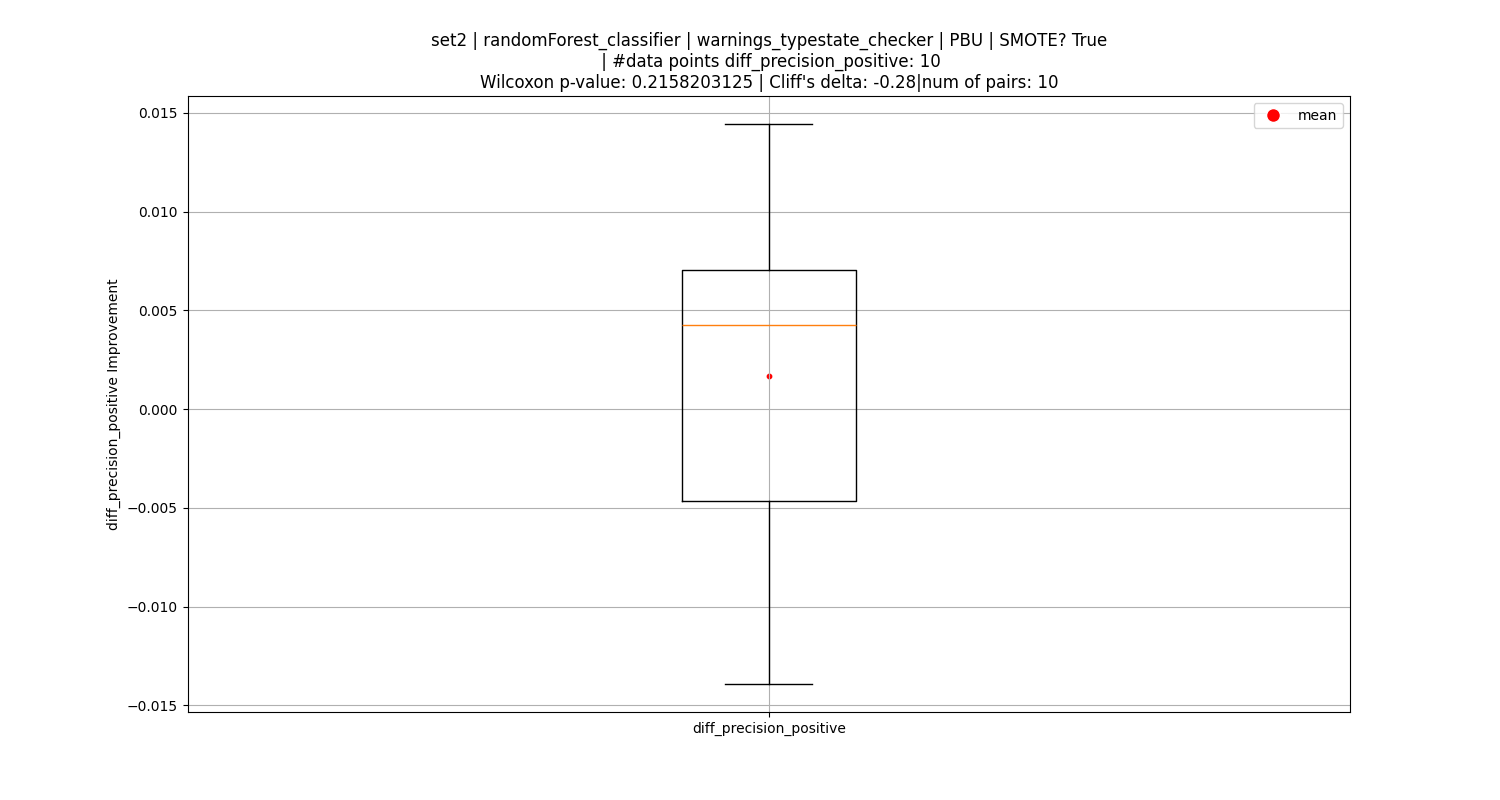 set2 | randomForest_classifier | warnings_typestate_checker | PBU | SMOTE? True
| #data points diff_precision_positive: 10
Wilcoxon p-value: 0.2158203125 | Cliff's delta: -0.28|num of pairs: 10
mean
0.015
0.010
0.005
0.000
−0.005
−0.010
−0.015
diff_precision_positive Improvement
diff_precision_positive